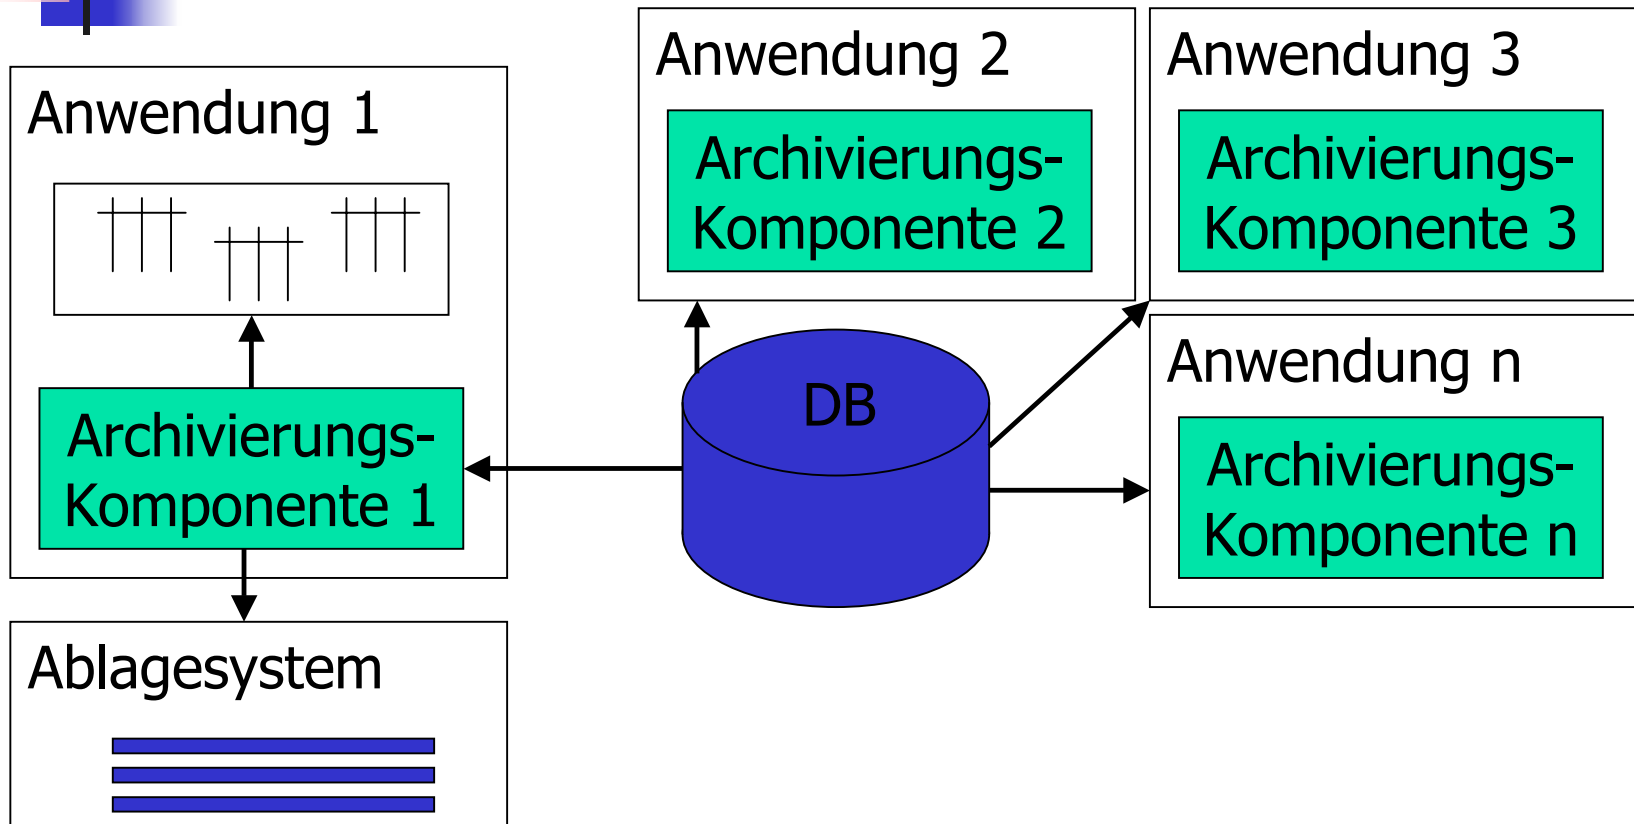 Anwendung 1
Archivierungs-
Komponente 1
Ablagesystem
Anwendung 2
Archivierungs-
Komponente 2
DB
Anwendung 3
Archivierungs-
Komponente 3
Anwendung n
Archivierungs-
Komponente n